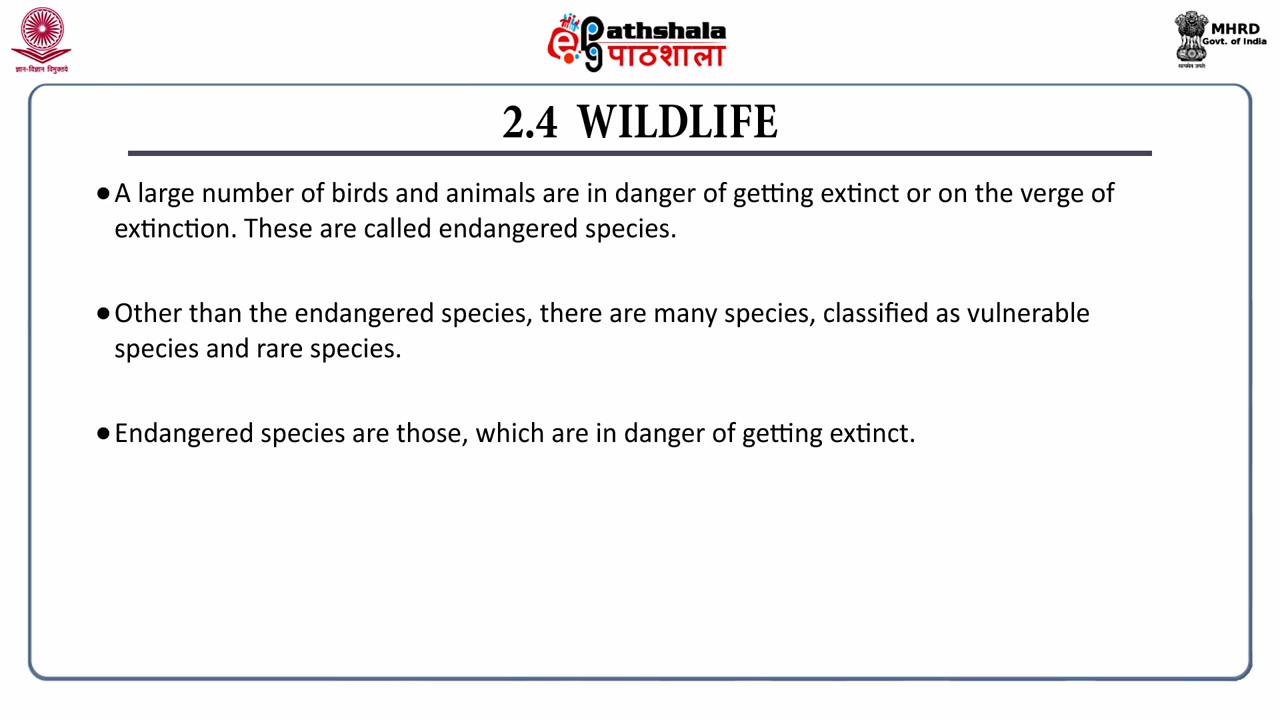 ज्ञान-विज्ञान विमुक्तये
ePG Pathshala
पाठशाला
MHRD
Govt. of India
सत्यमेव जयते
2.4 WILDLIFE
●A large number of birds and animals are in danger of getting extinct or on the verge of
extinction. These are called endangered species.
●Other than the endangered species, there are many species, classified as vulnerable
species and rare species.
●Endangered species are those, which are in danger of getting extinct.